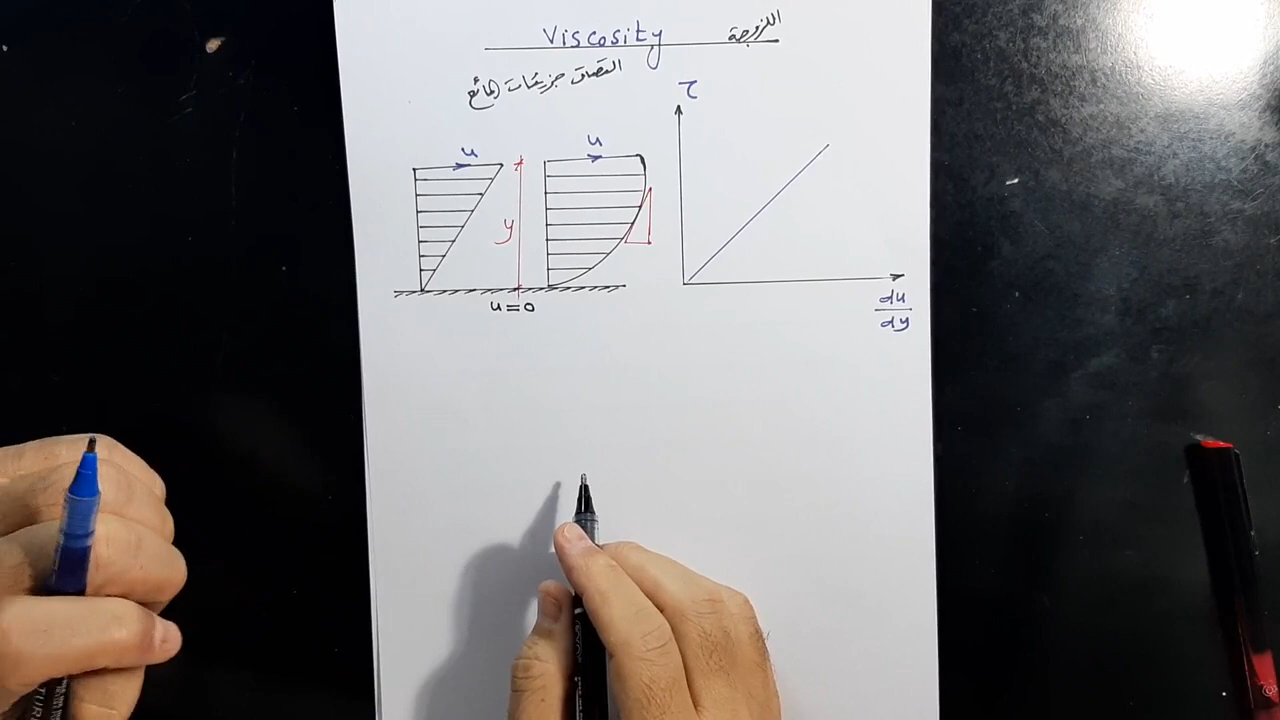 Viscosity اللزوجة
التصاق جزيئات المائع
τ
u
u
y
u=0
du
dy